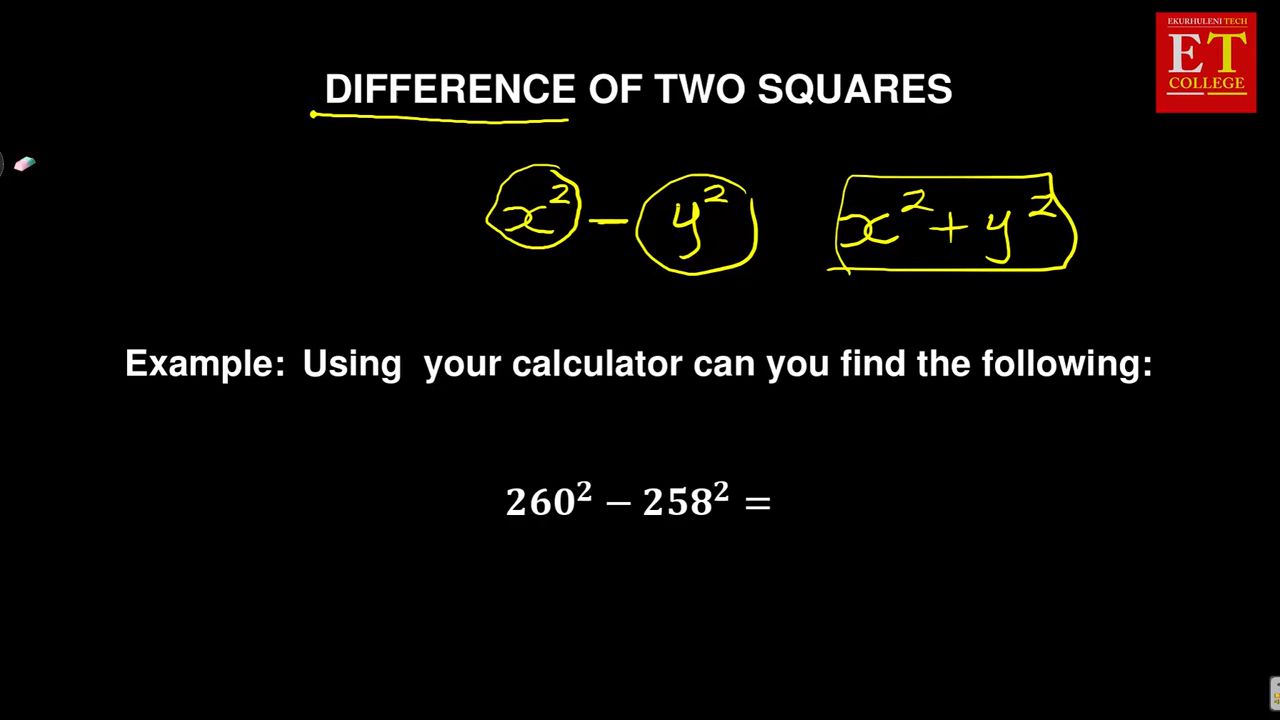 EKURHULENI TECH
ET
COLLEGE
DIFFERENCE OF TWO SQUARES
x² − y² x² + y²
Example: Using your calculator can you find the following:
260² − 258² =